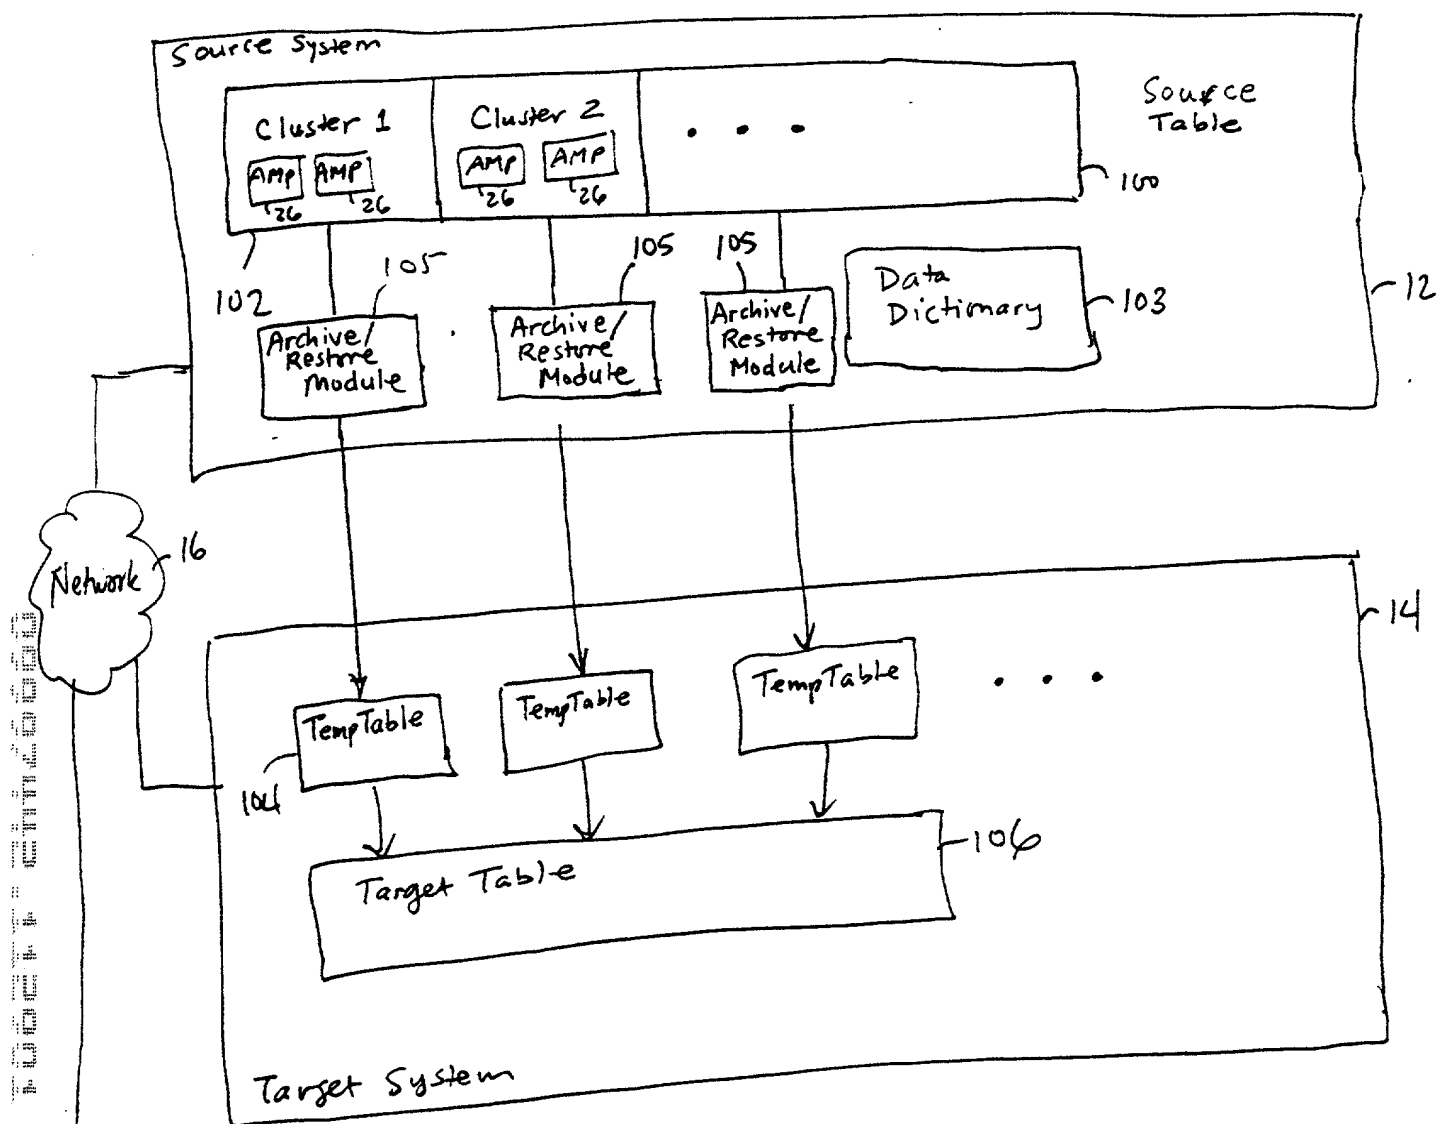 Source System
Cluster 1
Cluster 2
• • •
Source
Table
AMP
AMP
AMP
AMP
26
26
26
26
100
102
105
105
105
Data
Dictionary
103
12
Archive/
Restore
Module
Archive/
Restore
Module
Archive/
Restore
Module
Network
16
14
TempTable
TempTable
TempTable
• • •
104
106
Target Table
Target System